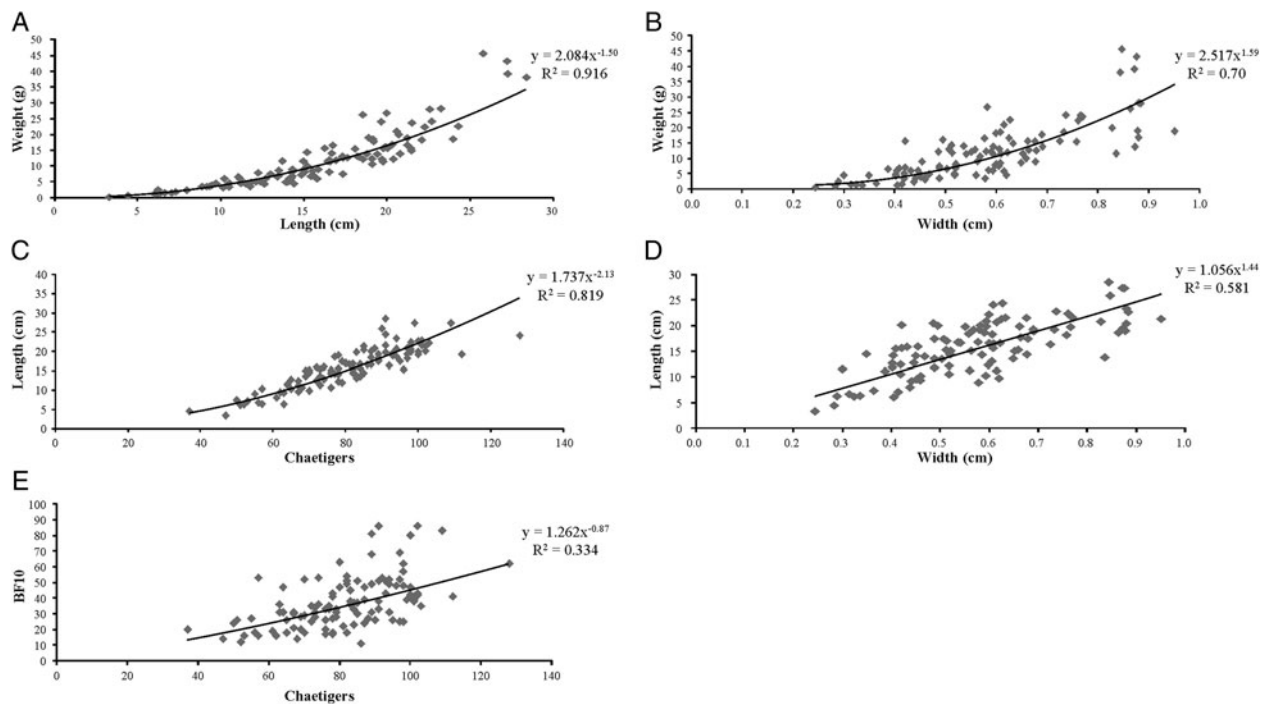 A
50
45
40
35
30
25
20
15
10
5
0
Weight (g)
0 5 10 15 20 25 30
Length (cm)
y = 2.084x^-1.50
R² = 0.916
B
50
45
40
35
30
25
20
15
10
5
0
Weight (g)
0.0 0.1 0.2 0.3 0.4 0.5 0.6 0.7 0.8 0.9 1.0
Width (cm)
y = 2.517x^1.59
R² = 0.70
C
40
35
30
25
20
15
10
5
0
Length (cm)
0 20 40 60 80 100 120 140
Chaetigers
y = 1.737x^-2.13
R² = 0.819
D
30
25
20
15
10
5
0
Length (cm)
0.0 0.1 0.2 0.3 0.4 0.5 0.6 0.7 0.8 0.9 1.0
Width (cm)
y = 1.056x^1.44
R² = 0.581
E
100
90
80
70
60
50
40
30
20
10
0
BF10
0 20 40 60 80 100 120 140
Chaetigers
y = 1.262x^-0.87
R² = 0.334